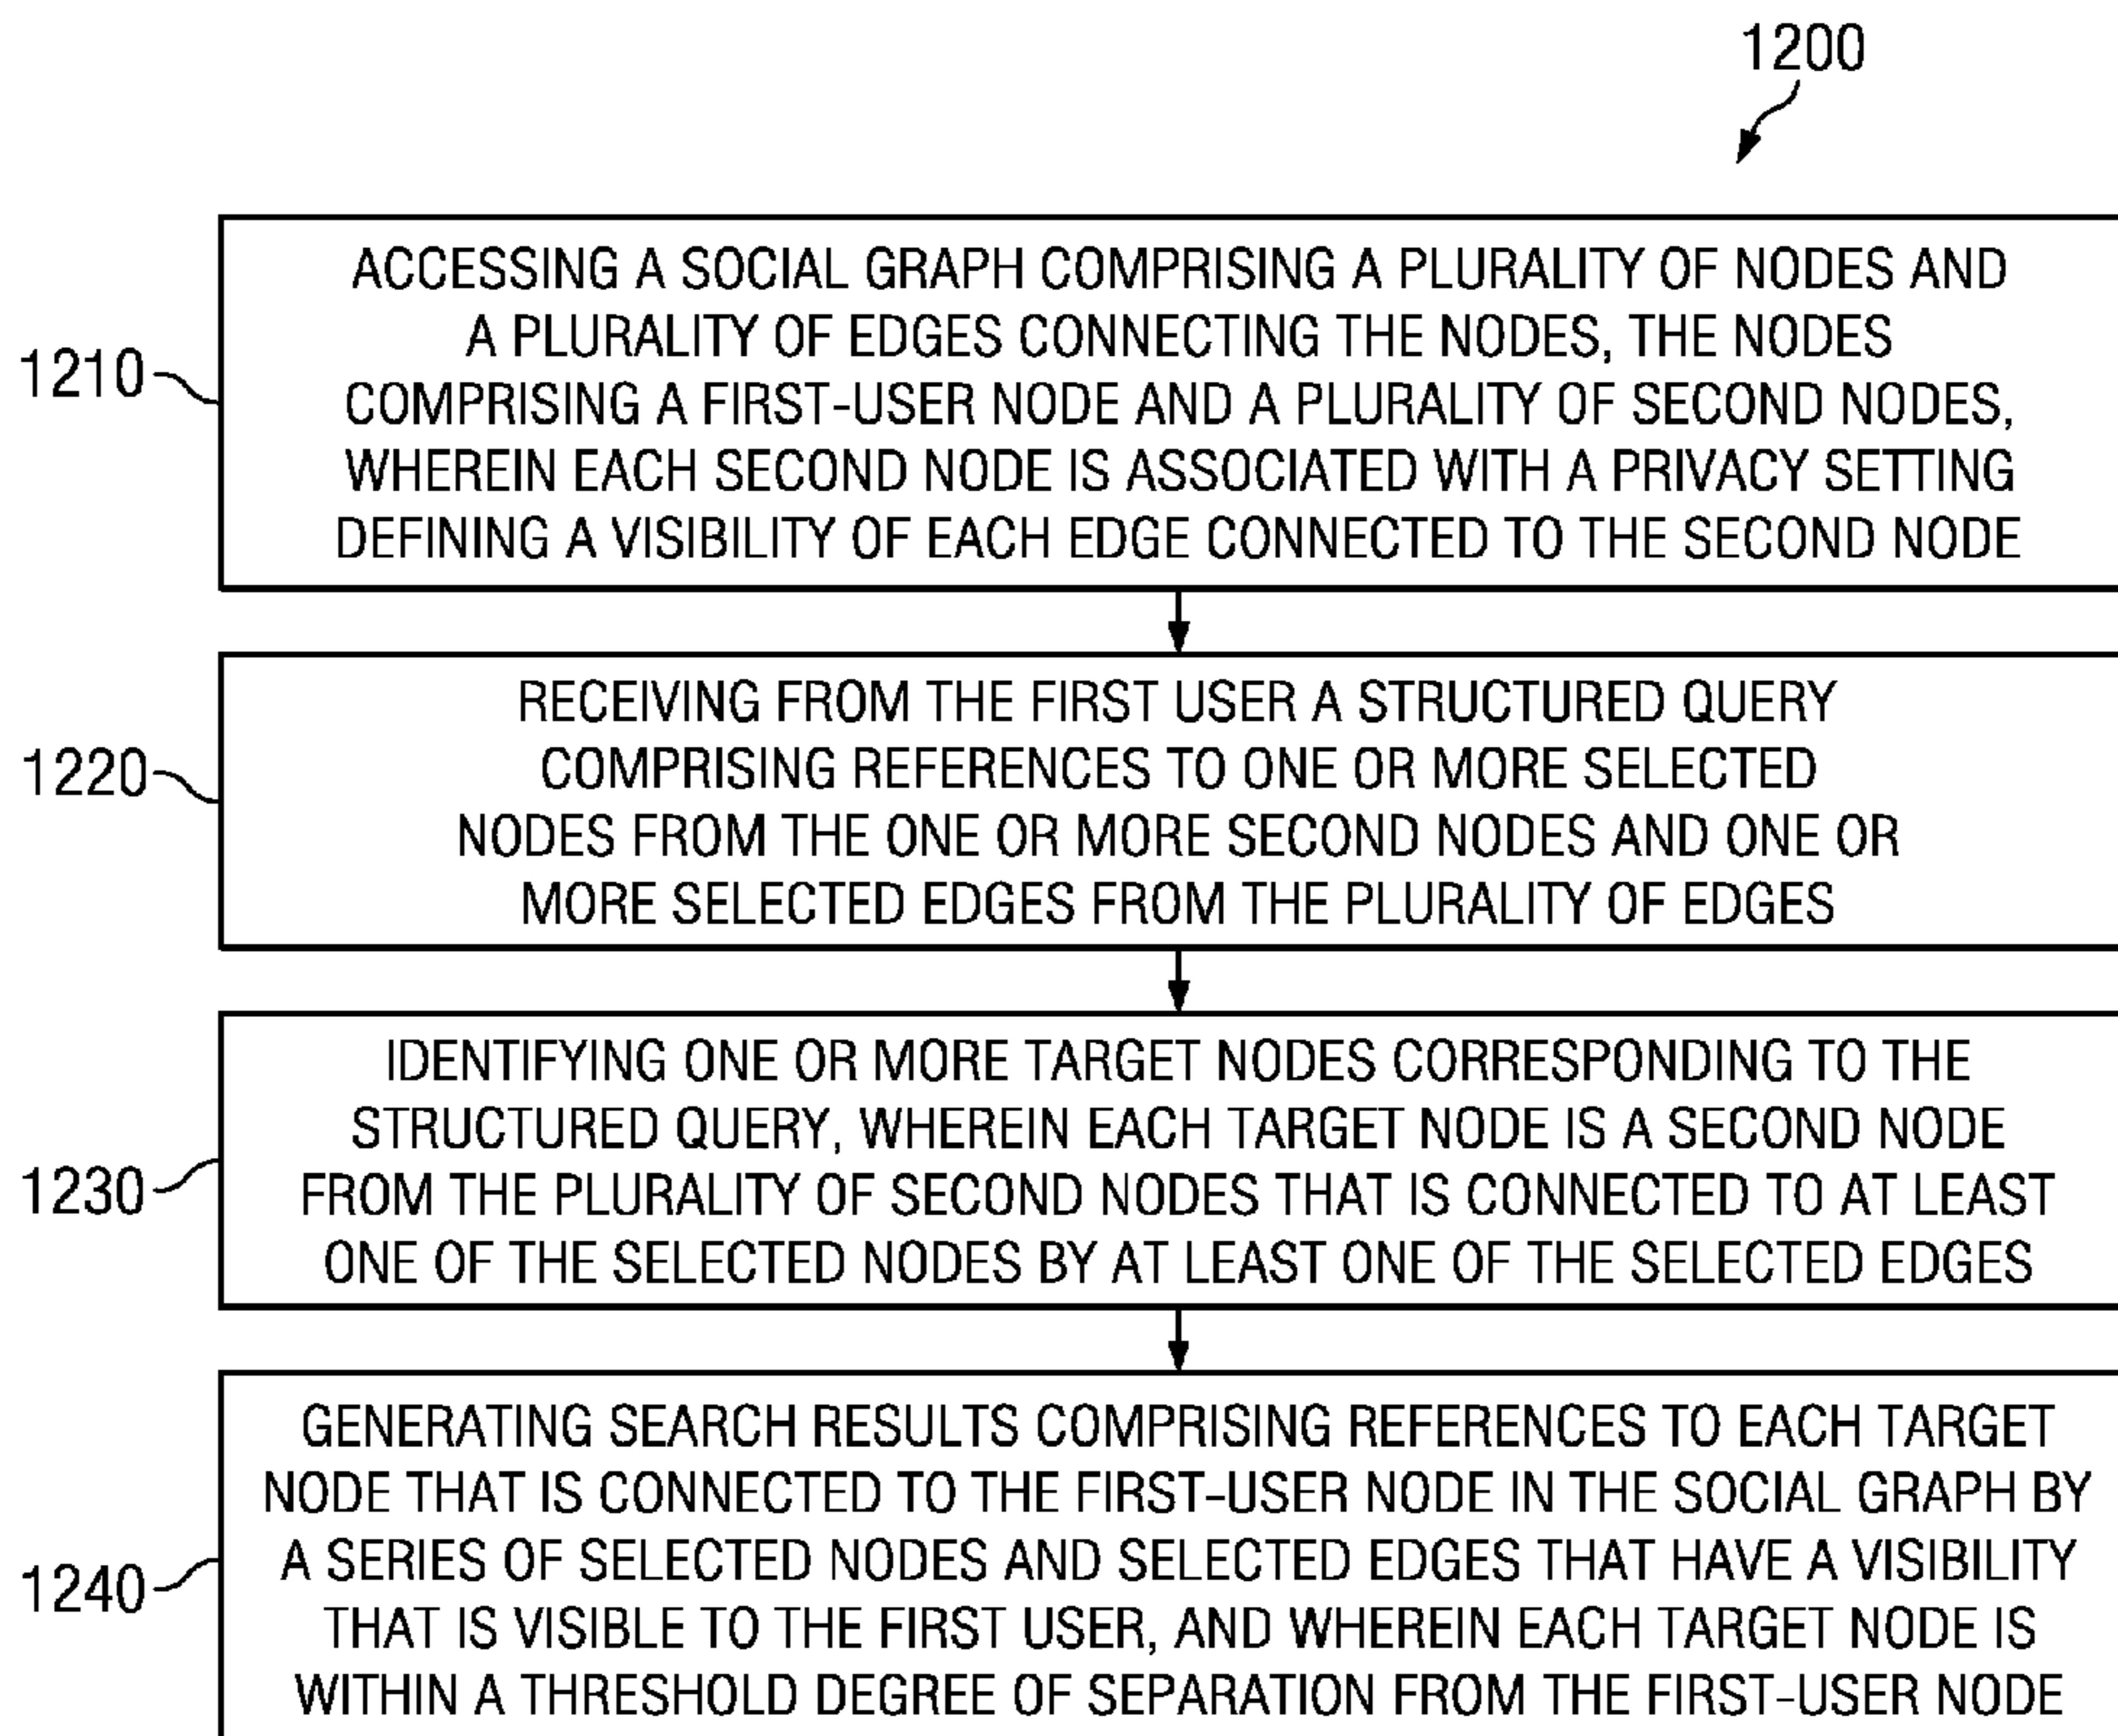 1200
1210
ACCESSING A SOCIAL GRAPH COMPRISING A PLURALITY OF NODES AND
A PLURALITY OF EDGES CONNECTING THE NODES, THE NODES
COMPRISING A FIRST-USER NODE AND A PLURALITY OF SECOND NODES,
WHEREIN EACH SECOND NODE IS ASSOCIATED WITH A PRIVACY SETTING
DEFINING A VISIBILITY OF EACH EDGE CONNECTED TO THE SECOND NODE
1220
RECEIVING FROM THE FIRST USER A STRUCTURED QUERY
COMPRISING REFERENCES TO ONE OR MORE SELECTED
NODES FROM THE ONE OR MORE SECOND NODES AND ONE OR
MORE SELECTED EDGES FROM THE PLURALITY OF EDGES
1230
IDENTIFYING ONE OR MORE TARGET NODES CORRESPONDING TO THE
STRUCTURED QUERY, WHEREIN EACH TARGET NODE IS A SECOND NODE
FROM THE PLURALITY OF SECOND NODES THAT IS CONNECTED TO AT LEAST
ONE OF THE SELECTED NODES BY AT LEAST ONE OF THE SELECTED EDGES
1240
GENERATING SEARCH RESULTS COMPRISING REFERENCES TO EACH TARGET
NODE THAT IS CONNECTED TO THE FIRST-USER NODE IN THE SOCIAL GRAPH BY
A SERIES OF SELECTED NODES AND SELECTED EDGES THAT HAVE A VISIBILITY
THAT IS VISIBLE TO THE FIRST USER, AND WHEREIN EACH TARGET NODE IS
WITHIN A THRESHOLD DEGREE OF SEPARATION FROM THE FIRST-USER NODE